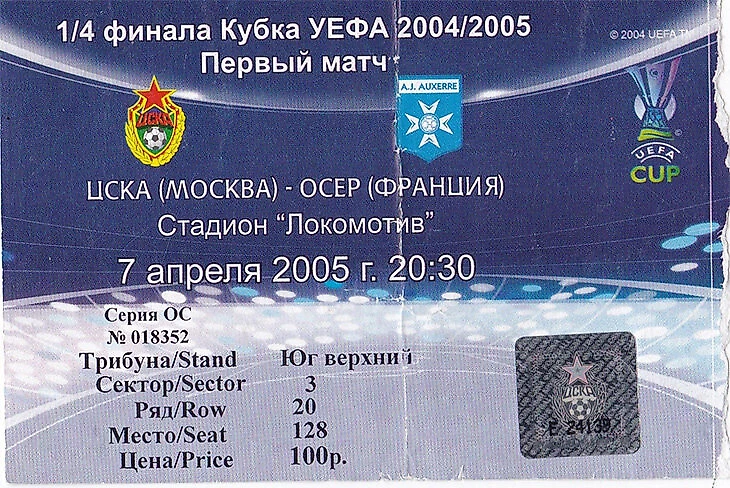 1/4 финала Кубка УЕФА 2004/2005
© 2004 UEFA TM
Первый матч
ЦСКА
A.J. AUXERRE
UEFA
CUP
ЦСКА (МОСКВА) - ОСЕР (ФРАНЦИЯ)
Стадион “Локомотив”
7 апреля 2005 г. 20:30
Серия ОС
№ 018352
Трибуна/Stand Юг верхний
Сектор/Sector 3
Ряд/Row 20
Место/Seat 128
Цена/Price 100р.
ЦСКА